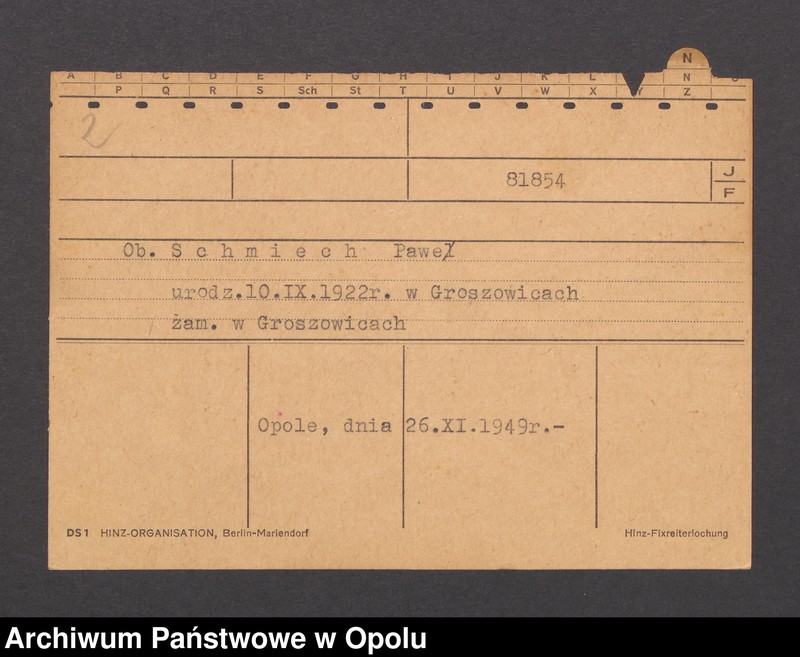 N
A B C D E F G H I J K L N
P Q R S Sch St T U V W X Y Z
2
81854 J
F
Ob. S c h m i e c h Paweł
urodz.10.IX.1922r. w Groszowicach
żam. w Groszowicach
Opole, dnia 26.XI.1949r.-
DS1 HINZ-ORGANISATION, Berlin-Mariendorf Hinz-Fixreiterlochung
Archiwum Państwowe w Opolu